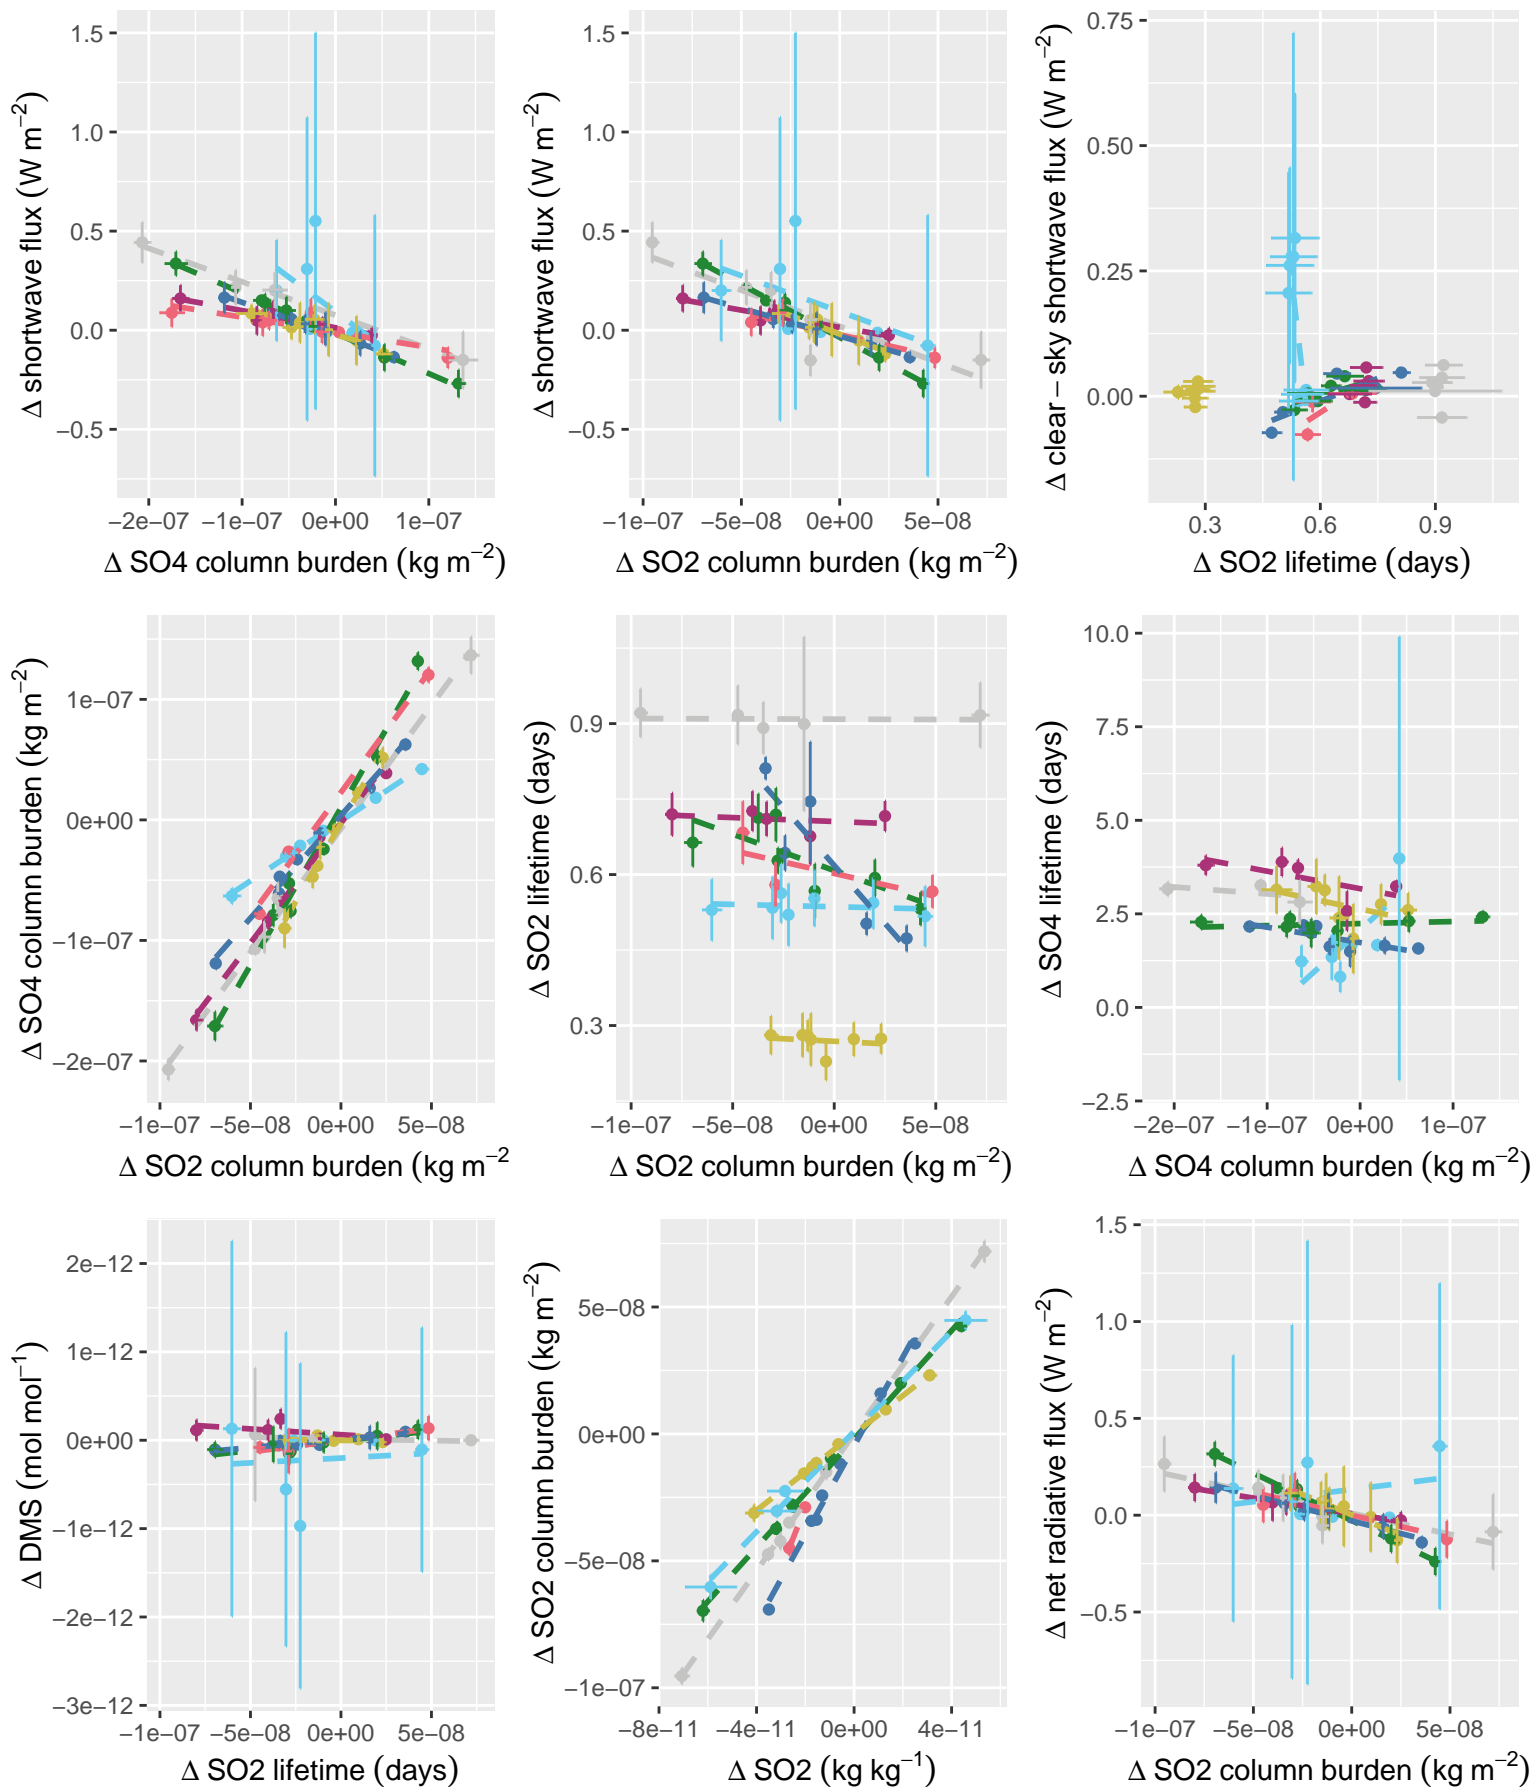 Δ shortwave flux (W m⁻²)
1.5
1.0
0.5
0.0
−0.5
−2e−07 −1e−07 0e+00 1e−07
Δ SO4 column burden (kg m⁻²)
Δ shortwave flux (W m⁻²)
1.5
1.0
0.5
0.0
−0.5
−1e−07 −5e−08 0e+00 5e−08
Δ SO2 column burden (kg m⁻²)
Δ clear − sky shortwave flux (W m⁻²)
0.75
0.50
0.25
0.00
0.3 0.6 0.9
Δ SO2 lifetime (days)
Δ SO4 column burden (kg m⁻²)
1e−07
0e+00
−1e−07
−2e−07
−1e−07 −5e−08 0e+00 5e−08
Δ SO2 column burden (kg m⁻²
Δ SO2 lifetime (days)
0.9
0.6
0.3
−1e−07 −5e−08 0e+00 5e−08
Δ SO2 column burden (kg m⁻²)
Δ SO4 lifetime (days)
10.0
7.5
5.0
2.5
0.0
−2.5
−2e−07 −1e−07 0e+00 1e−07
Δ SO4 column burden (kg m⁻²)
Δ DMS (mol mol⁻¹)
2e−12
1e−12
0e+00
−1e−12
−2e−12
−3e−12
−1e−07 −5e−08 0e+00 5e−08
Δ SO2 lifetime (days)
Δ SO2 column burden (kg m⁻²)
5e−08
0e+00
−5e−08
−1e−07
−8e−11 −4e−11 0e+00 4e−11
Δ SO2 (kg kg⁻¹)
Δ net radiative flux (W m⁻²)
1.5
1.0
0.5
0.0
−0.5
−1e−07 −5e−08 0e+00 5e−08
Δ SO2 column burden (kg m⁻²)